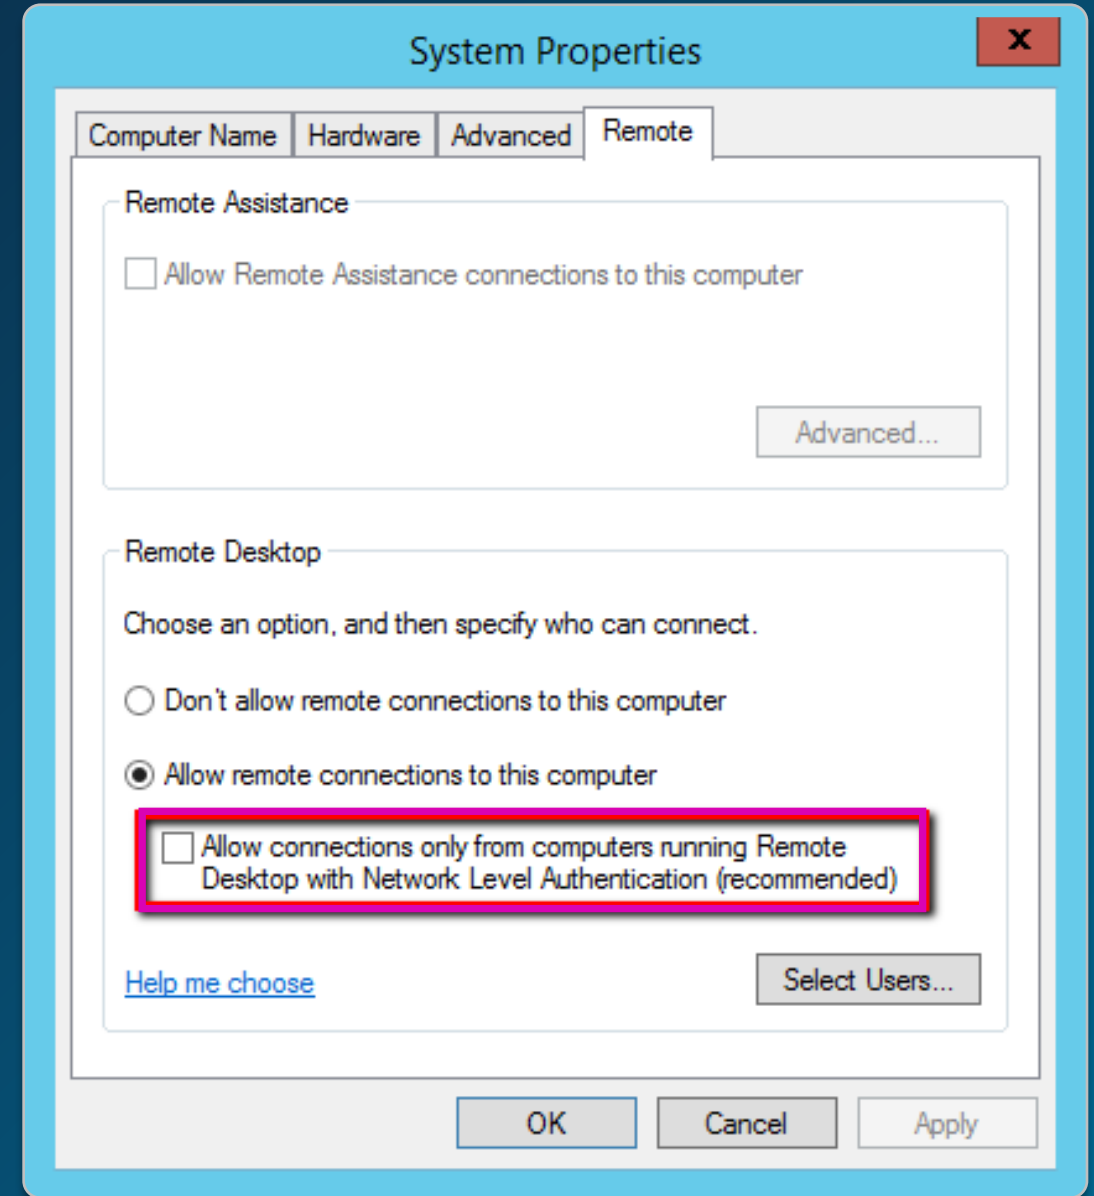 System Properties
x
Computer Name
Hardware
Advanced
Remote
Remote Assistance
Allow Remote Assistance connections to this computer
Advanced...
Remote Desktop
Choose an option, and then specify who can connect.
Don't allow remote connections to this computer
Allow remote connections to this computer
Allow connections only from computers running Remote
Desktop with Network Level Authentication (recommended)
Help me choose
Select Users...
OK
Cancel
Apply